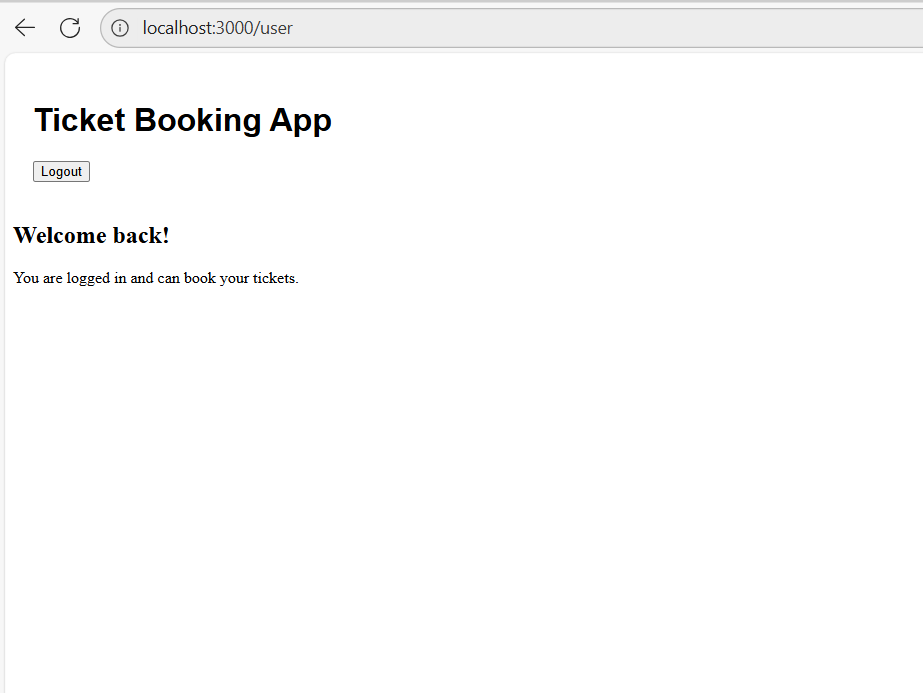 localhost:3000/user
Ticket Booking App
Logout
Welcome back!
You are logged in and can book your tickets.